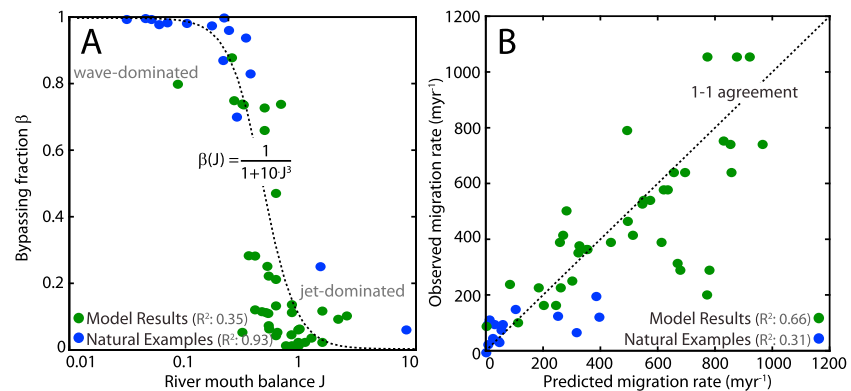 A
1
0.8
0.6
0.4
0.2
0
Bypassing fraction β
wave-dominated
β(J) = 1
1+10·J³
jet-dominated
Model Results (R²: 0.35)
Natural Examples (R²: 0.93)
0.01 0.1 1 10
River mouth balance J
B
1200
1000
800
600
400
200
0
Observed migration rate (myr⁻¹)
1-1 agreement
Model Results (R²: 0.66)
Natural Examples (R²: 0.31)
0 200 400 600 800 1000 1200
Predicted migration rate (myr⁻¹)